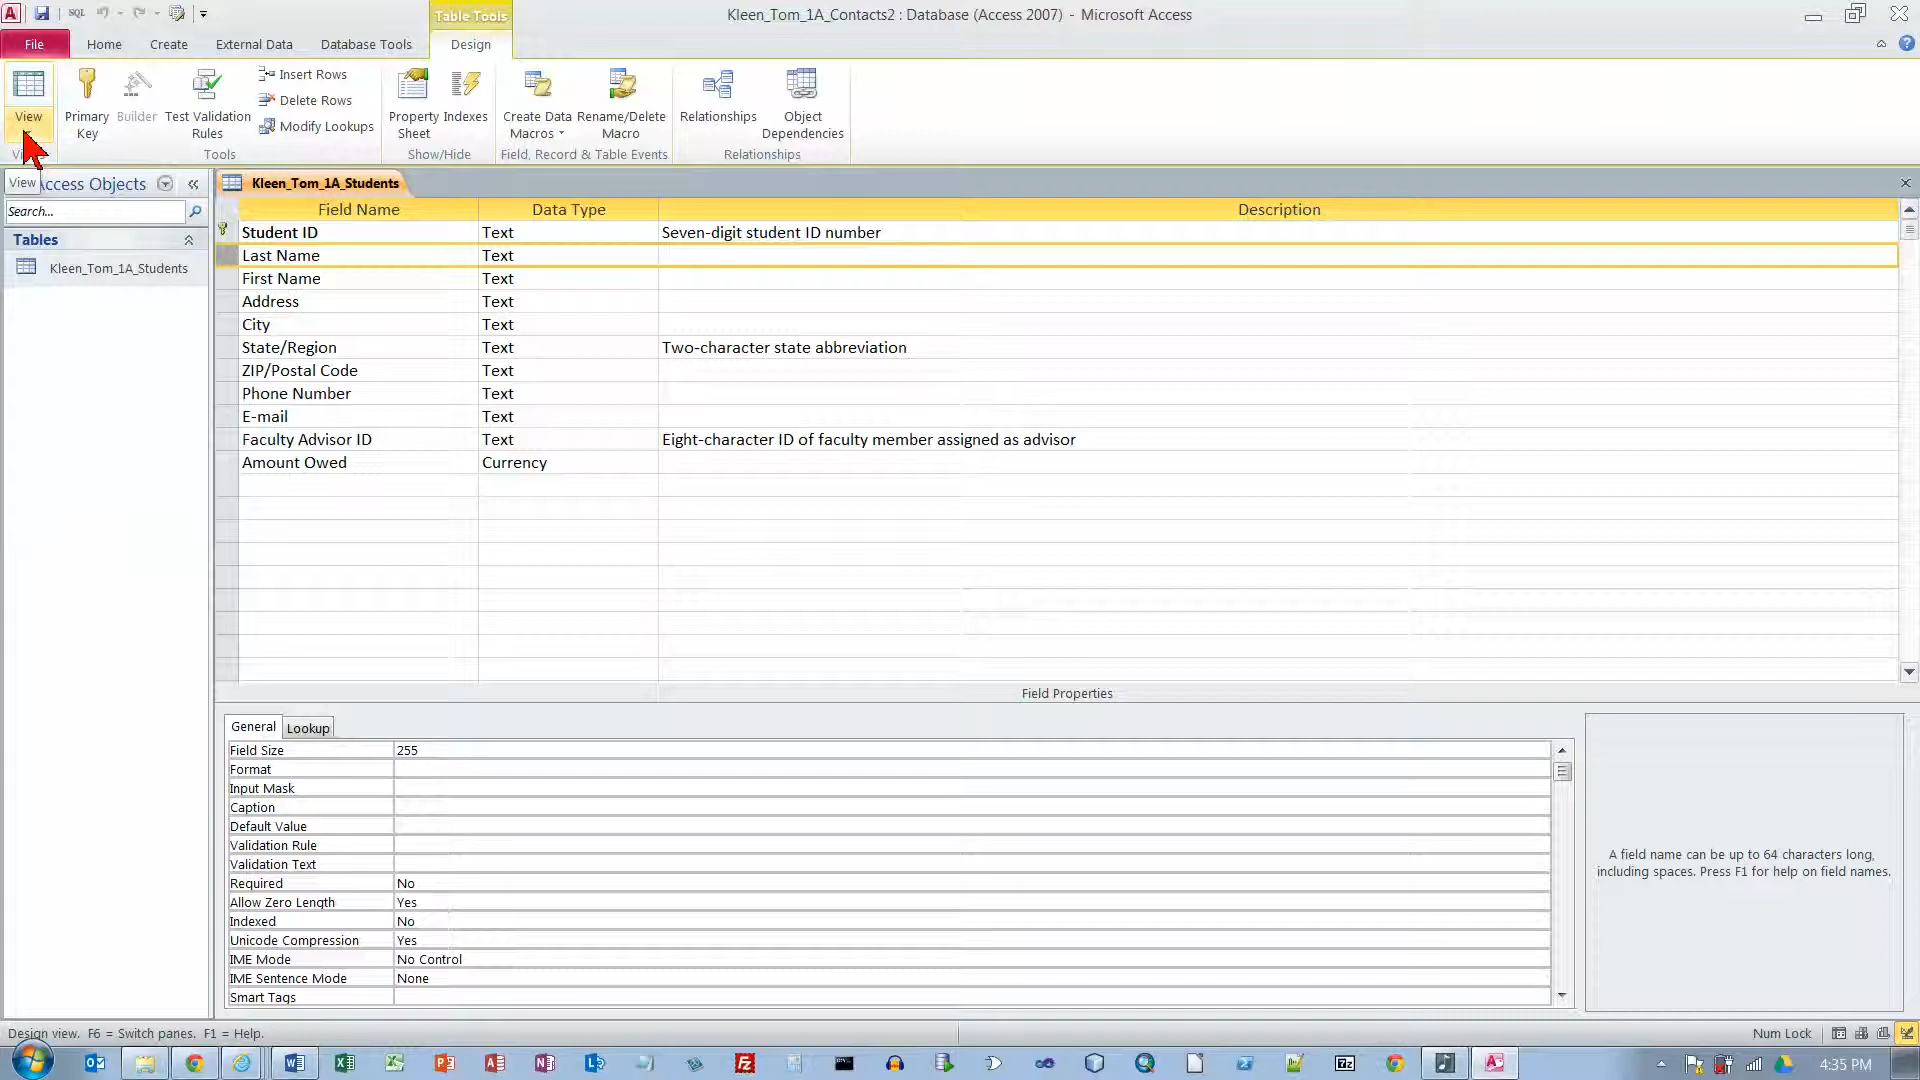 SQL
Table Tools
Kleen_Tom_1A_Contacts2 : Database (Access 2007) - Microsoft Access
File Home Create External Data Database Tools Design
View
Primary Key
Builder
Test Validation Rules
Insert Rows
Delete Rows
Modify Lookups
Property Sheet
Indexes
Create Data Macros
Rename/Delete Macro
Relationships
Object Dependencies
Tools
Show/Hide
Field, Record & Table Events
Relationships
View
Access Objects
Search...
Tables
Kleen_Tom_1A_Students
Kleen_Tom_1A_Students
Field Name Data Type Description
Student ID Text Seven-digit student ID number
Last Name Text
First Name Text
Address Text
City Text
State/Region Text Two-character state abbreviation
ZIP/Postal Code Text
Phone Number Text
E-mail Text
Faculty Advisor ID Text Eight-character ID of faculty member assigned as advisor
Amount Owed Currency
Field Properties
General Lookup
Field Size 255
Format
Input Mask
Caption
Default Value
Validation Rule
Validation Text
Required No
Allow Zero Length Yes
Indexed No
Unicode Compression Yes
IME Mode No Control
IME Sentence Mode None
Smart Tags
A field name can be up to 64 characters long,
including spaces. Press F1 for help on field names.
Design view. F6 = Switch panes. F1 = Help.
Num Lock
4:35 PM